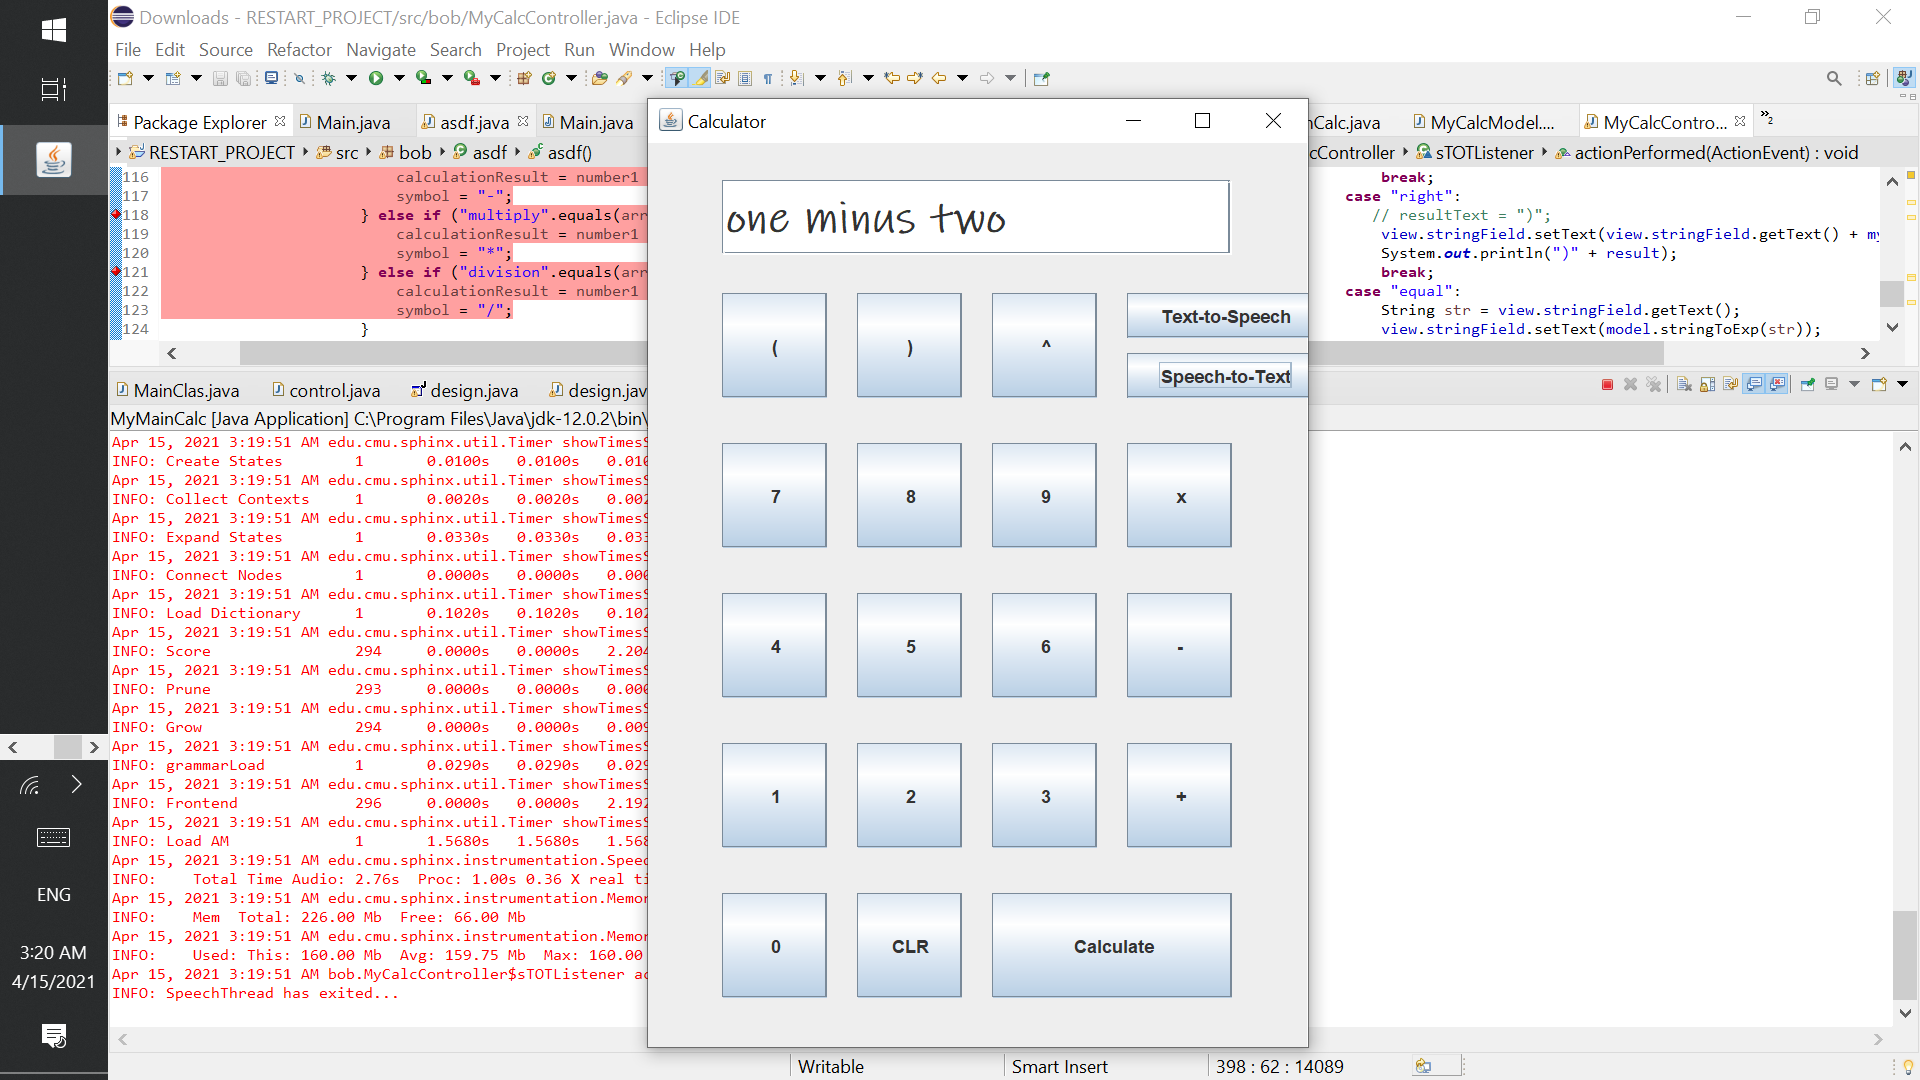 Downloads - RESTART_PROJECT/src/bob/MyCalcController.java - Eclipse IDE
File Edit Source Refactor Navigate Search Project Run Window Help
Package Explorer Main.java asdf.java Main.java
RESTART_PROJECT src bob asdf asdf()
116 calculationResult = number1
117 symbol = "-";
118 } else if ("multiply".equals(arr
119 calculationResult = number1
120 symbol = "*";
121 } else if ("division".equals(arr
122 calculationResult = number1
123 symbol = "/";
124 }
MainClas.java control.java design.java design.jav
MyMainCalc [Java Application] C:\Program Files\Java\jdk-12.0.2\bin\
Apr 15, 2021 3:19:51 AM edu.cmu.sphinx.util.Timer showTimesS
INFO: Create States 1 0.0100s 0.0100s 0.010
Apr 15, 2021 3:19:51 AM edu.cmu.sphinx.util.Timer showTimesS
INFO: Collect Contexts 1 0.0020s 0.0020s 0.002
Apr 15, 2021 3:19:51 AM edu.cmu.sphinx.util.Timer showTimesS
INFO: Expand States 1 0.0330s 0.0330s 0.033
Apr 15, 2021 3:19:51 AM edu.cmu.sphinx.util.Timer showTimesS
INFO: Connect Nodes 1 0.0000s 0.0000s 0.000
Apr 15, 2021 3:19:51 AM edu.cmu.sphinx.util.Timer showTimesS
INFO: Load Dictionary 1 0.1020s 0.1020s 0.102
Apr 15, 2021 3:19:51 AM edu.cmu.sphinx.util.Timer showTimesS
INFO: Score 294 0.0000s 0.0000s 2.204
Apr 15, 2021 3:19:51 AM edu.cmu.sphinx.util.Timer showTimesS
INFO: Prune 293 0.0000s 0.0000s 0.000
Apr 15, 2021 3:19:51 AM edu.cmu.sphinx.util.Timer showTimesS
INFO: Grow 294 0.0000s 0.0000s 0.009
Apr 15, 2021 3:19:51 AM edu.cmu.sphinx.util.Timer showTimesS
INFO: grammarLoad 1 0.0290s 0.0290s 0.029
Apr 15, 2021 3:19:51 AM edu.cmu.sphinx.util.Timer showTimesS
INFO: Frontend 296 0.0000s 0.0000s 2.192
Apr 15, 2021 3:19:51 AM edu.cmu.sphinx.util.Timer showTimesS
INFO: Load AM 1 1.5680s 1.5680s 1.568
Apr 15, 2021 3:19:51 AM edu.cmu.sphinx.instrumentation.Speec
INFO: Total Time Audio: 2.76s Proc: 1.00s 0.36 X real ti
Apr 15, 2021 3:19:51 AM edu.cmu.sphinx.instrumentation.Memor
INFO: Mem Total: 226.00 Mb Free: 66.00 Mb
Apr 15, 2021 3:19:51 AM edu.cmu.sphinx.instrumentation.Memor
INFO: Used: This: 160.00 Mb Avg: 159.75 Mb Max: 160.00
Apr 15, 2021 3:19:51 AM bob.MyCalcController$sTOTListener ac
INFO: SpeechThread has exited...
Calculator
one minus two
( ) ^ Text-to-Speech
Speech-to-Text
7 8 9 x
4 5 6 -
1 2 3 +
0 CLR Calculate
nCalc.java MyCalcModel.... MyCalcContro... »2
cController sTOTListener actionPerformed(ActionEvent) : void
break;
case "right":
// resultText = ")";
view.stringField.setText(view.stringField.getText() + my
System.out.println(")" + result);
break;
case "equal":
String str = view.stringField.getText();
view.stringField.setText(model.stringToExp(str));
Writable Smart Insert 398 : 62 : 14089
ENG
3:20 AM
4/15/2021